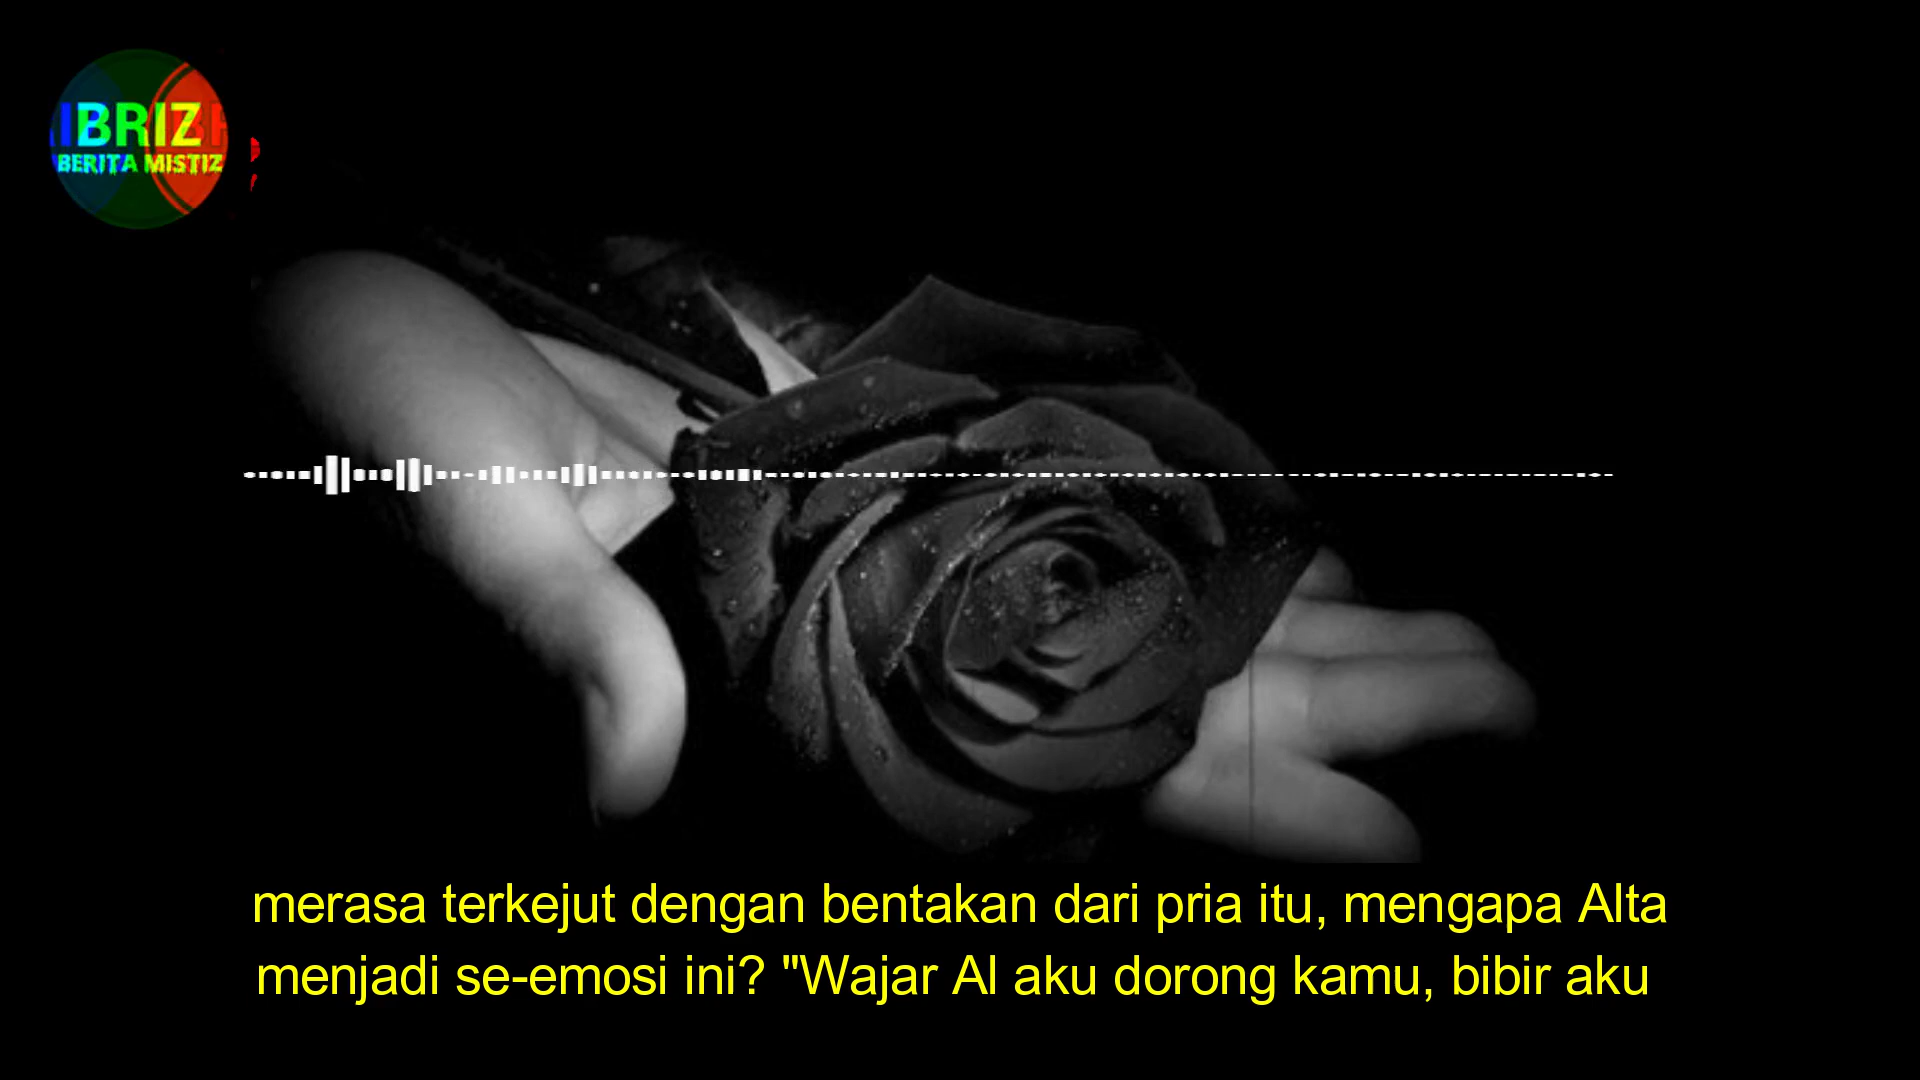 IBRIZ
BERITA MISTIZ
merasa terkejut dengan bentakan dari pria itu, mengapa Alta
menjadi se-emosi ini? "Wajar Al aku dorong kamu, bibir aku